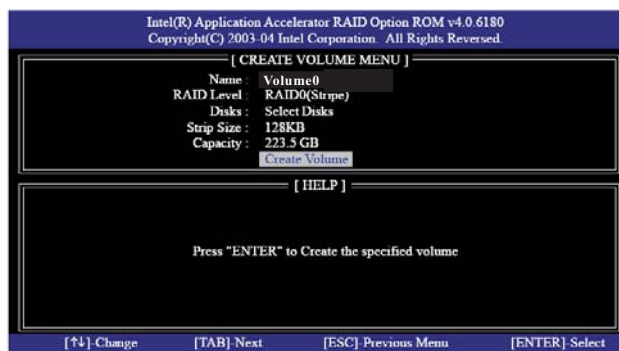 Intel(R) Application Accelerator RAID Option ROM v4.0.6180
Copyright(C) 2003-04 Intel Corporation. All Rights Reversed.
[ CREATE VOLUME MENU ]
Name : Volume0
RAID Level : RAID0(Stripe)
Disks : Select Disks
Strip Size : 128KB
Capacity : 223.5 GB
Create Volume
[ HELP ]
Press "ENTER" to Create the specified volume
[↑↓]-Change [TAB]-Next [ESC]-Previous Menu [ENTER]-Select